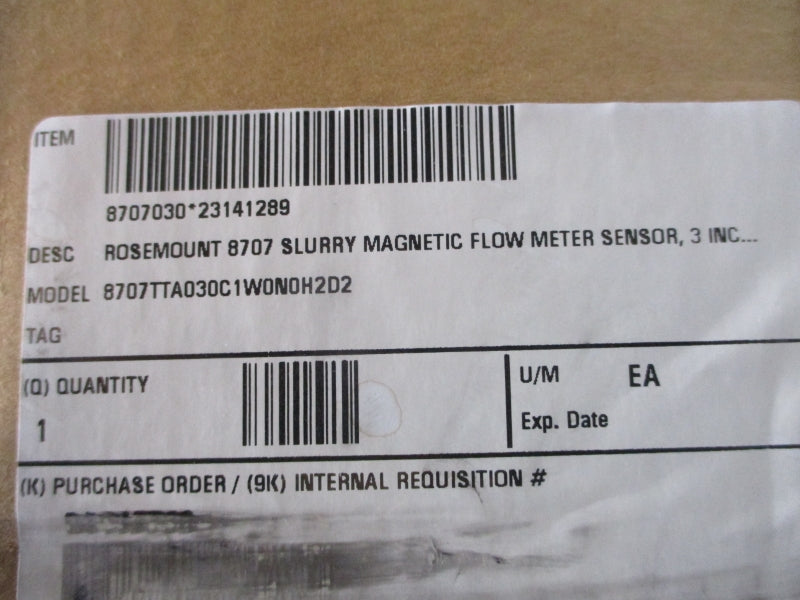 ITEM
8707030*23141289
DESC ROSEMOUNT 8707 SLURRY MAGNETIC FLOW METER SENSOR, 3 INC...
MODEL 8707TTA030C1W0N0H2D2
TAG
(Q) QUANTITY
1
U/M EA
Exp. Date
(K) PURCHASE ORDER / (9K) INTERNAL REQUISITION #